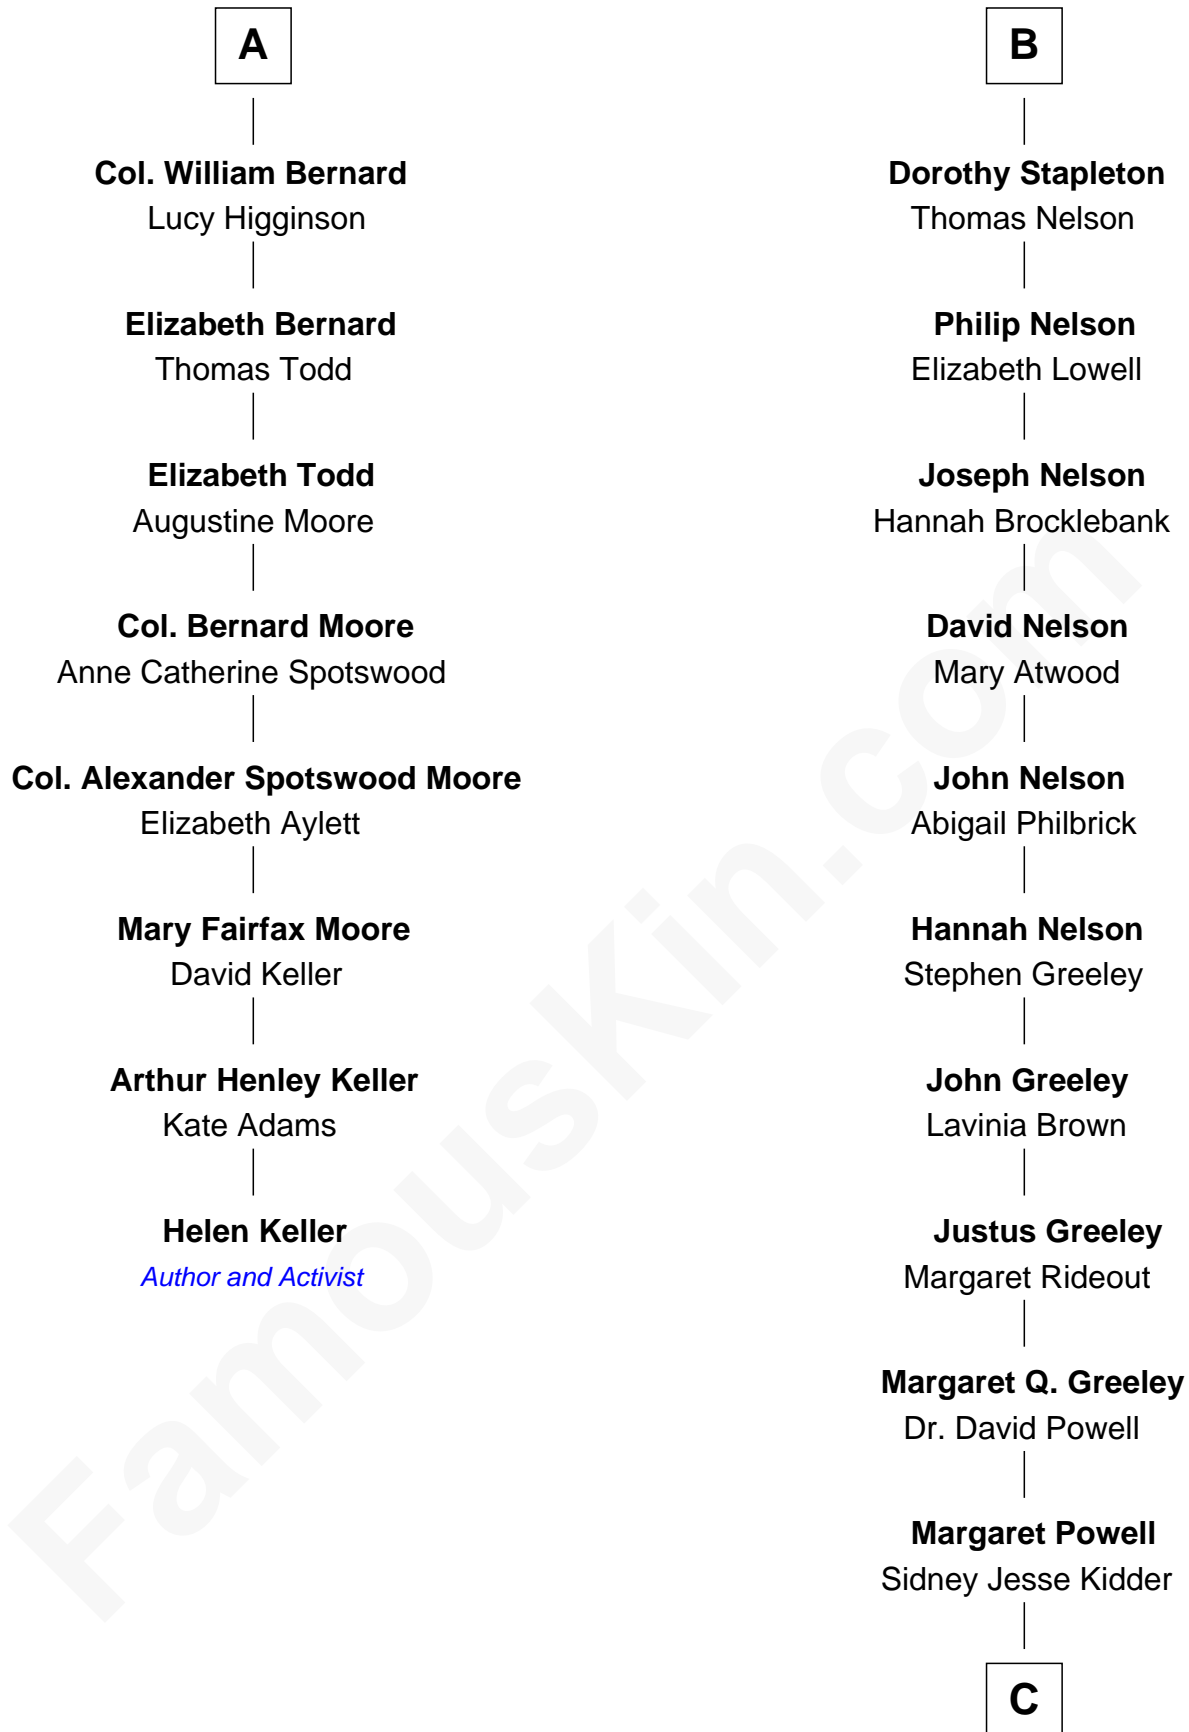 A
Col. William Bernard
Lucy Higginson
Elizabeth Bernard
Thomas Todd
Elizabeth Todd
Augustine Moore
Col. Bernard Moore
Anne Catherine Spotswood
Col. Alexander Spotswood Moore
Elizabeth Aylett
Mary Fairfax Moore
David Keller
Arthur Henley Keller
Kate Adams
Helen Keller
Author and Activist
B
Dorothy Stapleton
Thomas Nelson
Philip Nelson
Elizabeth Lowell
Joseph Nelson
Hannah Brocklebank
David Nelson
Mary Atwood
John Nelson
Abigail Philbrick
Hannah Nelson
Stephen Greeley
John Greeley
Lavinia Brown
Justus Greeley
Margaret Rideout
Margaret Q. Greeley
Dr. David Powell
Margaret Powell
Sidney Jesse Kidder
C
FamousKin.com